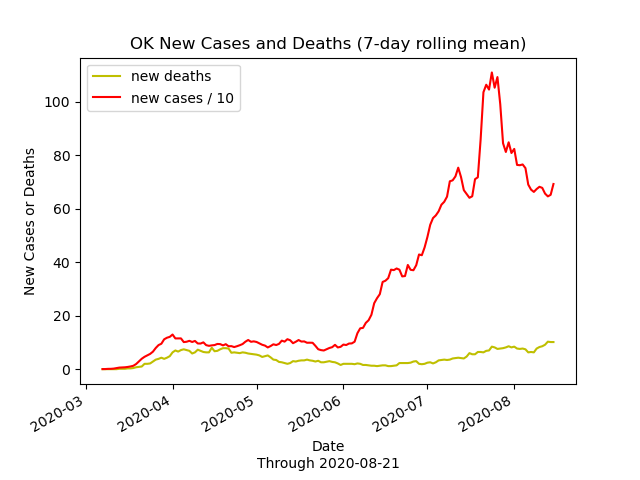 OK New Cases and Deaths (7-day rolling mean)
new deaths
new cases / 10
New Cases or Deaths
100
80
60
40
20
0
2020-03
2020-04
2020-05
2020-06
2020-07
2020-08
Date
Through 2020-08-21